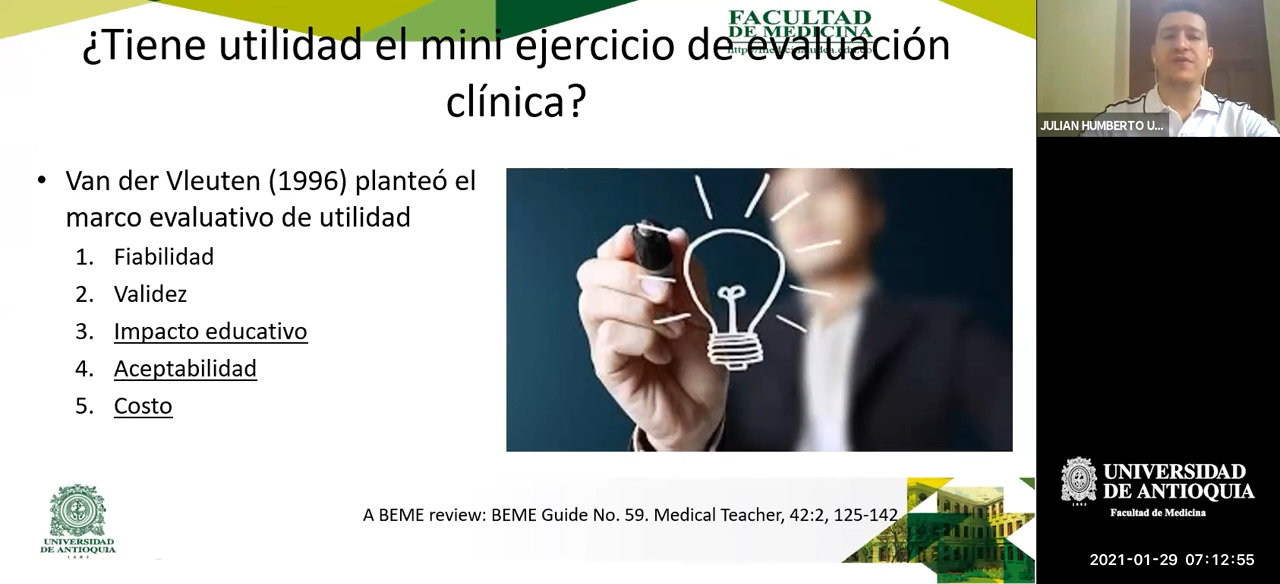 FACULTAD
DE MEDICINA
¿Tiene utilidad el mini ejercicio de evaluación
clínica?
• Van der Vleuten (1996) planteó el
marco evaluativo de utilidad
1. Fiabilidad
2. Validez
3. Impacto educativo
4. Aceptabilidad
5. Costo
A BEME review: BEME Guide No. 59. Medical Teacher, 42:2, 125-142
UNIVERSIDAD
DE ANTIOQUIA
1803
JULIAN HUMBERTO U...
UNIVERSIDAD
DE ANTIOQUIA
1803
Facultad de Medicina
2021-01-29 07:12:55